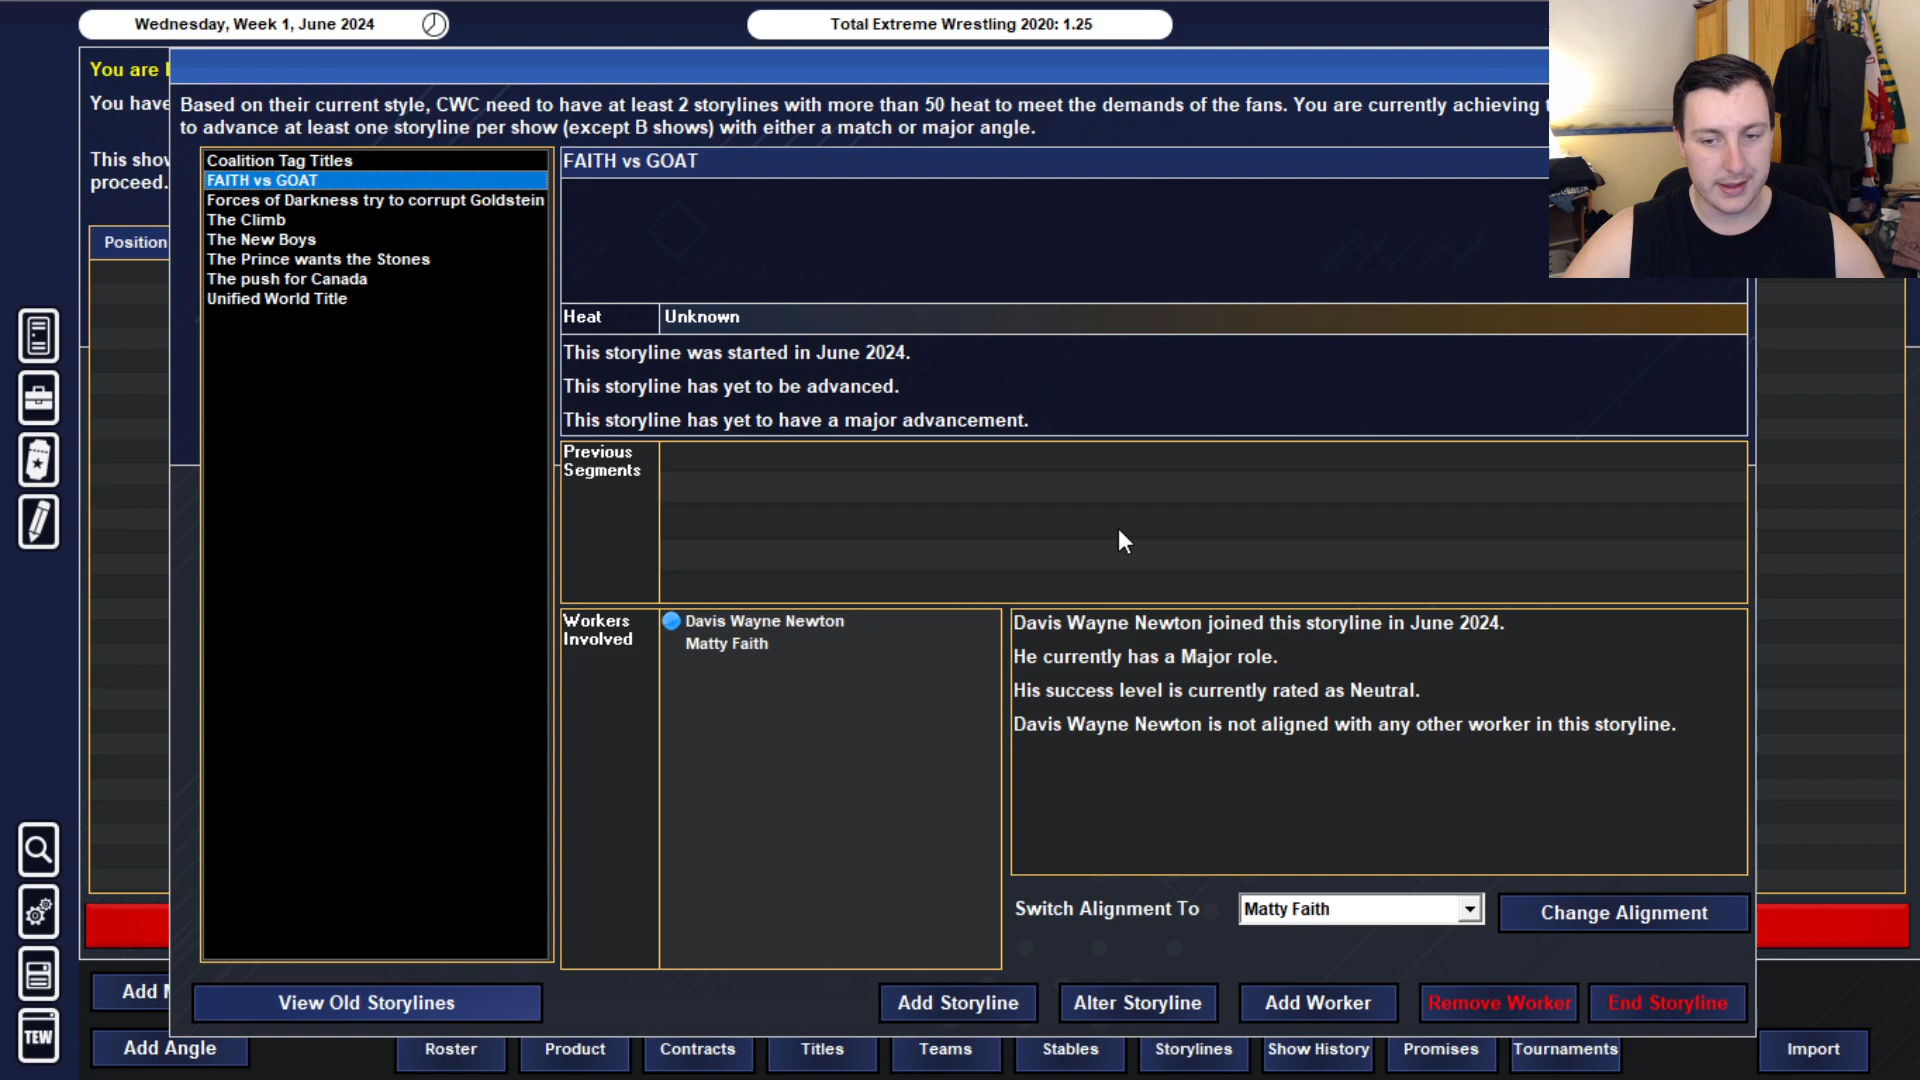 Wednesday, Week 1, June 2024
Total Extreme Wrestling 2020: 1.25
You are
You have
This show
proceed.
Position
Based on their current style, CWC need to have at least 2 storylines with more than 50 heat to meet the demands of the fans. You are currently achieving
to advance at least one storyline per show (except B shows) with either a match or major angle.
Coalition Tag Titles
FAITH vs GOAT
Forces of Darkness try to corrupt Goldstein
The Climb
The New Boys
The Prince wants the Stones
The push for Canada
Unified World Title
FAITH vs GOAT
Heat
Unknown
This storyline was started in June 2024.
This storyline has yet to be advanced.
This storyline has yet to have a major advancement.
Previous
Segments
Workers
Involved
Davis Wayne Newton
Matty Faith
Davis Wayne Newton joined this storyline in June 2024.
He currently has a Major role.
His success level is currently rated as Neutral.
Davis Wayne Newton is not aligned with any other worker in this storyline.
Switch Alignment To
Matty Faith
Change Alignment
View Old Storylines
Add Storyline
Alter Storyline
Add Worker
Remove Worker
End Storyline
Add
Add Angle
Roster
Product
Contracts
Titles
Teams
Stables
Storylines
Show History
Promises
Tournaments
Import
TEW